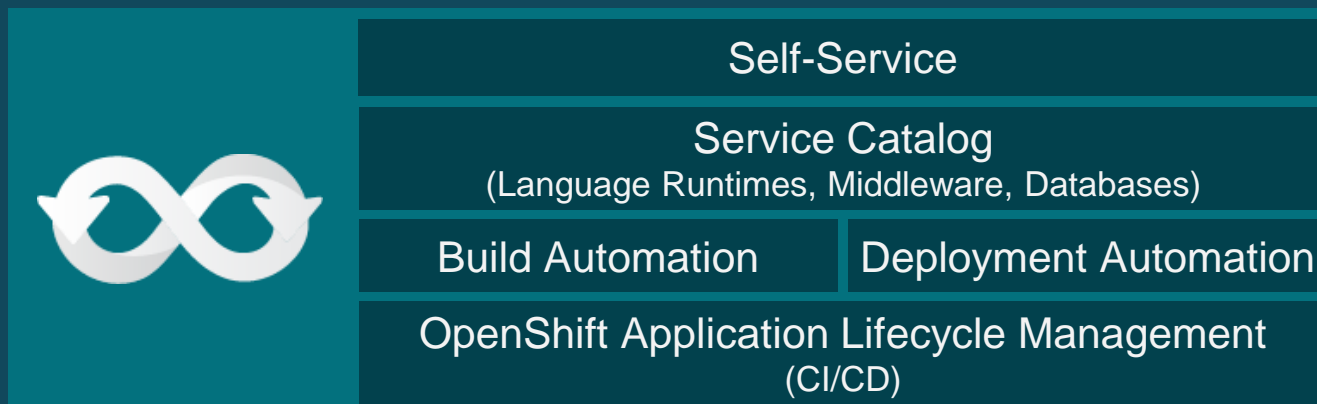 Self-Service
Service Catalog
(Language Runtimes, Middleware, Databases)
Build Automation
Deployment Automation
OpenShift Application Lifecycle Management
(CI/CD)